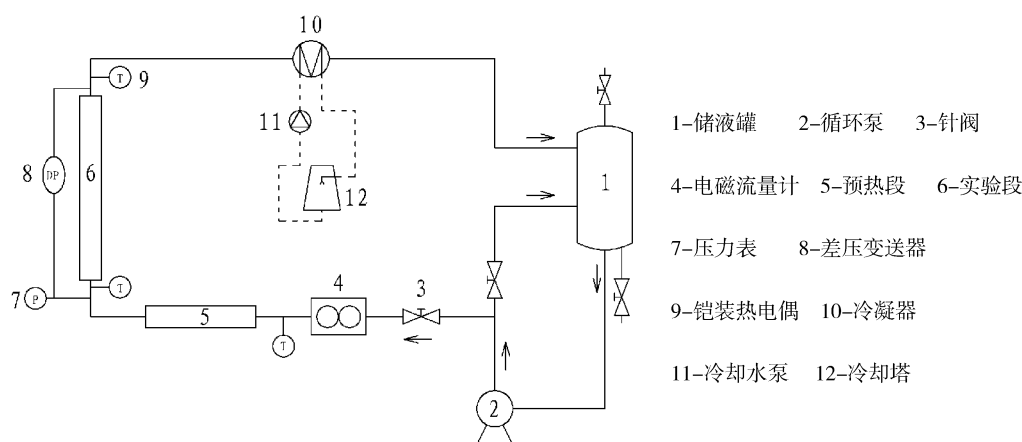 10
T 9
11
1-储液罐 2-循环泵 3-针阀
8 DP 6
12
1
4-电磁流量计 5-预热段 6-实验段
7-压力表 8-差压变送器
T
7 P
4
3
5
T
9-铠装热电偶 10-冷凝器
11-冷却水泵 12-冷却塔
2